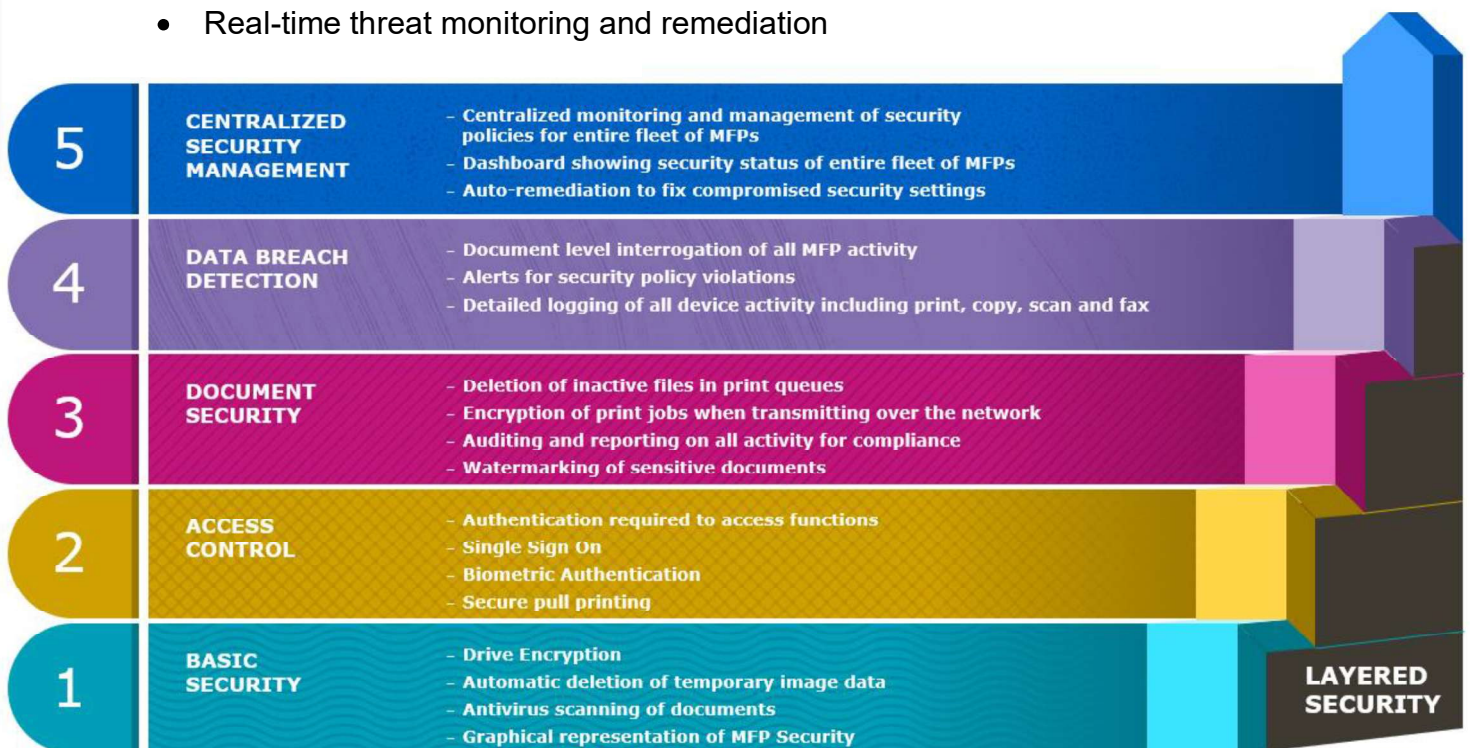 • Real-time threat monitoring and remediation
5
CENTRALIZED
SECURITY
MANAGEMENT
- Centralized monitoring and management of security
policies for entire fleet of MFPs
- Dashboard showing security status of entire fleet of MFPs
- Auto-remediation to fix compromised security settings
4
DATA BREACH
DETECTION
- Document level interrogation of all MFP activity
- Alerts for security policy violations
- Detailed logging of all device activity including print, copy, scan and fax
3
DOCUMENT
SECURITY
- Deletion of inactive files in print queues
- Encryption of print jobs when transmitting over the network
- Auditing and reporting on all activity for compliance
- Watermarking of sensitive documents
2
ACCESS
CONTROL
- Authentication required to access functions
- Single Sign On
- Biometric Authentication
- Secure pull printing
1
BASIC
SECURITY
- Drive Encryption
- Automatic deletion of temporary image data
- Antivirus scanning of documents
- Graphical representation of MFP Security
LAYERED
SECURITY